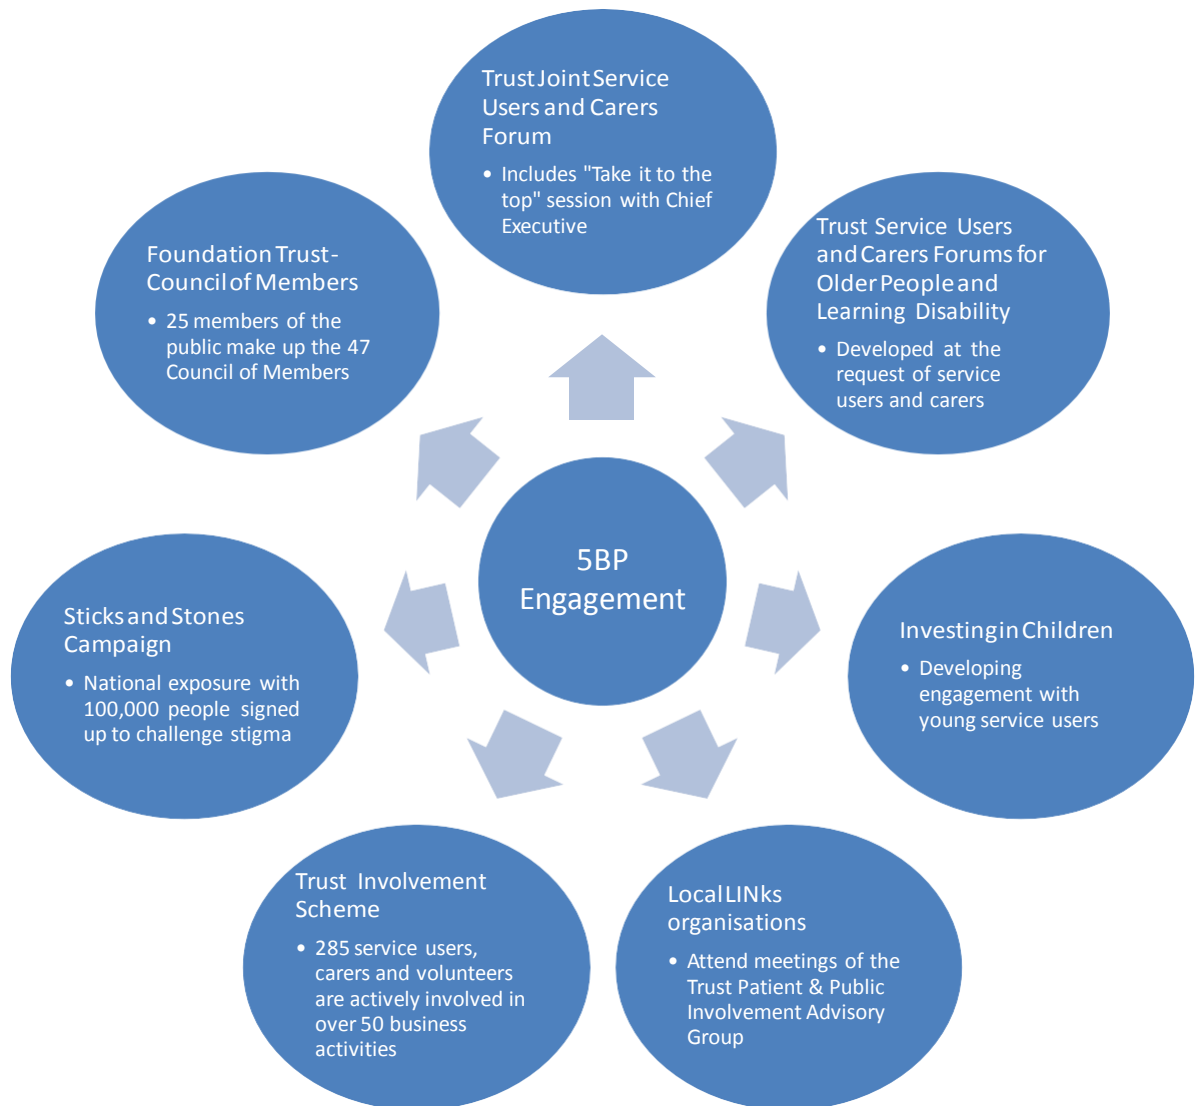 Trust Joint Service
Users and Carers
Forum
• Includes "Take it to the
top" session with Chief
Executive
Trust Service Users
and Carers Forums for
Older People and
Learning Disability
• Developed at the
request of service
users and carers
Investing in Children
• Developing
engagement with
young service users
Local LINks
organisations
• Attend meetings of the
Trust Patient & Public
Involvement Advisory
Group
Trust Involvement
Scheme
• 285 service users,
carers and volunteers
are actively involved in
over 50 business
activities
Sticks and Stones
Campaign
• National exposure with
100,000 people signed
up to challenge stigma
Foundation Trust-
Council of Members
• 25 members of the
public make up the 47
Council of Members
5BP
Engagement